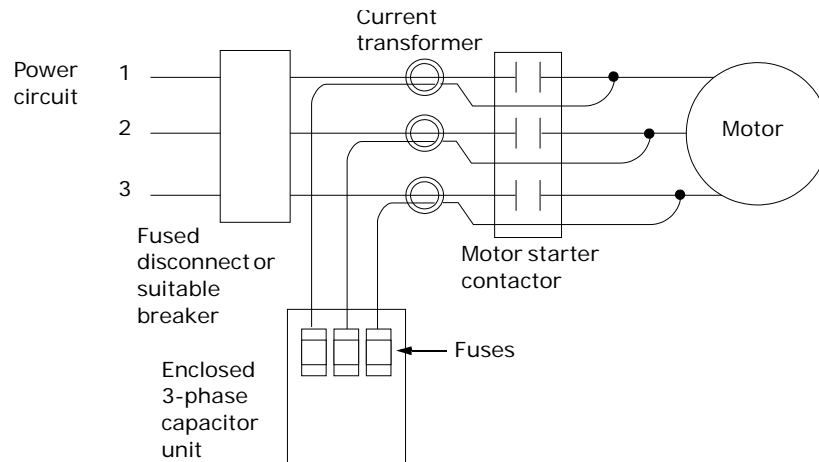 Current
transformer
Power
circuit
1
2
3
Motor
Fused
disconnect or
suitable
breaker
Motor starter
contactor
Fuses
Enclosed
3-phase
capacitor
unit